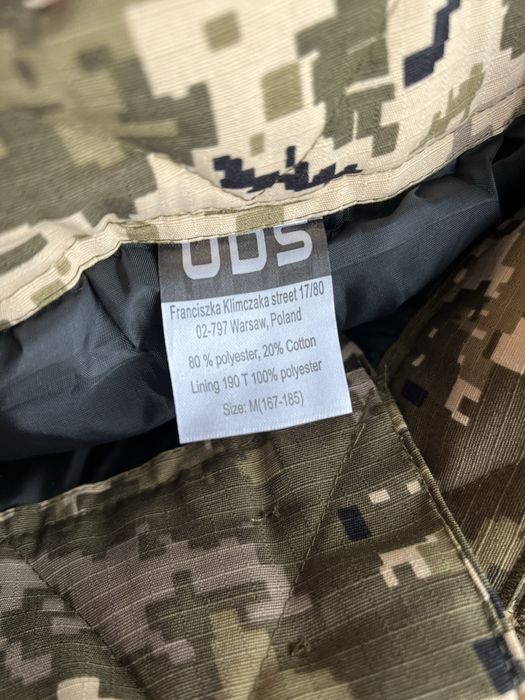 UDS
Franciszka Klimczaka street 17/80
02-797 Warsaw, Poland
80 % polyester, 20% Cotton
Lining 190 T 100% polyester
Size: M(167-185)